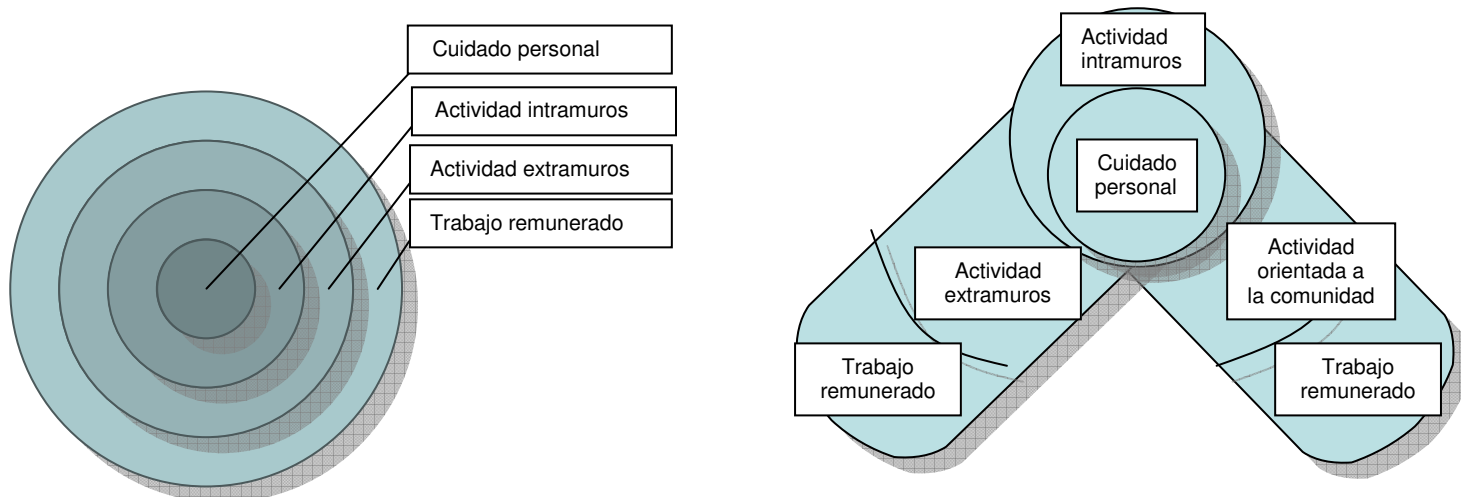 Cuidado personal
Actividad intramuros
Actividad extramuros
Trabajo remunerado
Actividad
intramuros
Cuidado
personal
Actividad
extramuros
Actividad
orientada a
la comunidad
Trabajo
remunerado
Trabajo
remunerado